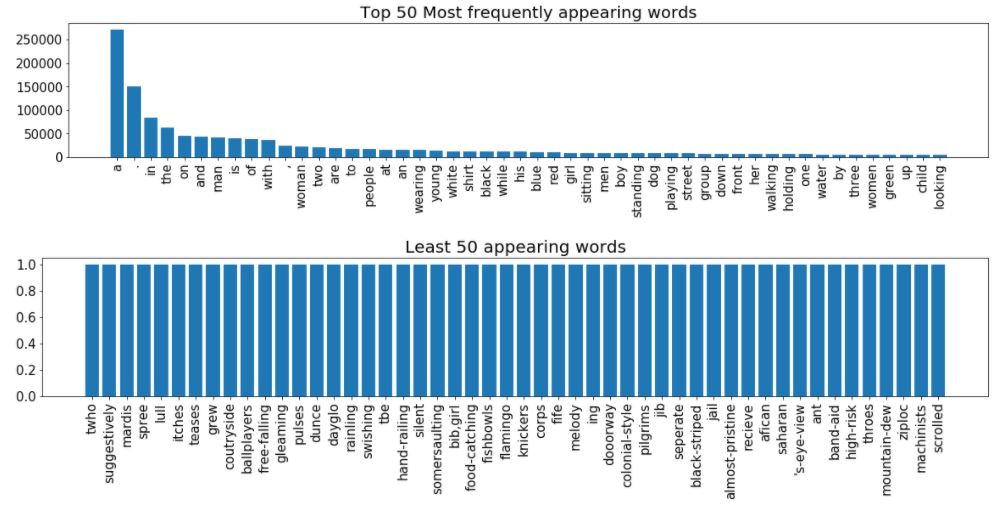 Top 50 Most frequently appearing words
250000
200000
150000
100000
50000
0
a
.
in
the
on
and
man
is
of
with
,
woman
two
are
to
people
at
an
wearing
young
white
shirt
black
while
his
blue
red
girl
sitting
men
boy
standing
dog
playing
street
group
down
front
her
walking
holding
one
water
by
three
women
green
up
child
looking
Least 50 appearing words
1.0
0.8
0.6
0.4
0.2
0.0
twho
suggestively
mardis
spree
lull
itches
teases
grew
coutryside
ballplayers
free-falling
gleaming
pulses
dunce
dayglo
rainling
swishing
tbe
hand-railing
silent
somersaulting
bib,girl
food-catching
fishbowls
flamingo
knickers
corps
fife
melody
ing
dooorway
colonial-style
pilgrims
jib
seperate
black-striped
jail
almost-pristine
recieve
afican
saharan
's-eye-view
ant
band-aid
high-risk
throes
mountain-dew
ziploc
machinists
scrolled